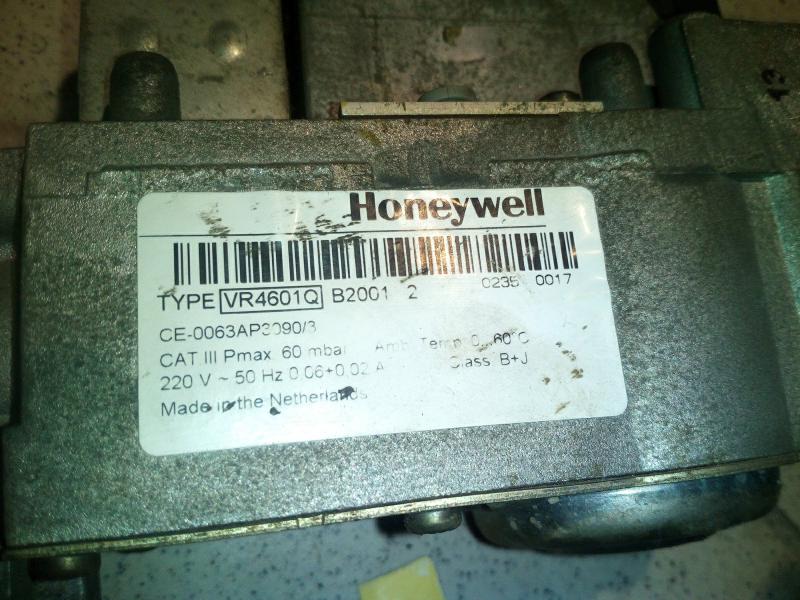 Honeywell
TYPE VR4601Q B2001 2 0235 0017
CE-0063AP3090/3
CAT III Pmax. 60 mbar Amb. Temp. 0...60°C
220 V ~ 50 Hz 0,06+0,02 A Class B+J
Made in the Netherlands
13